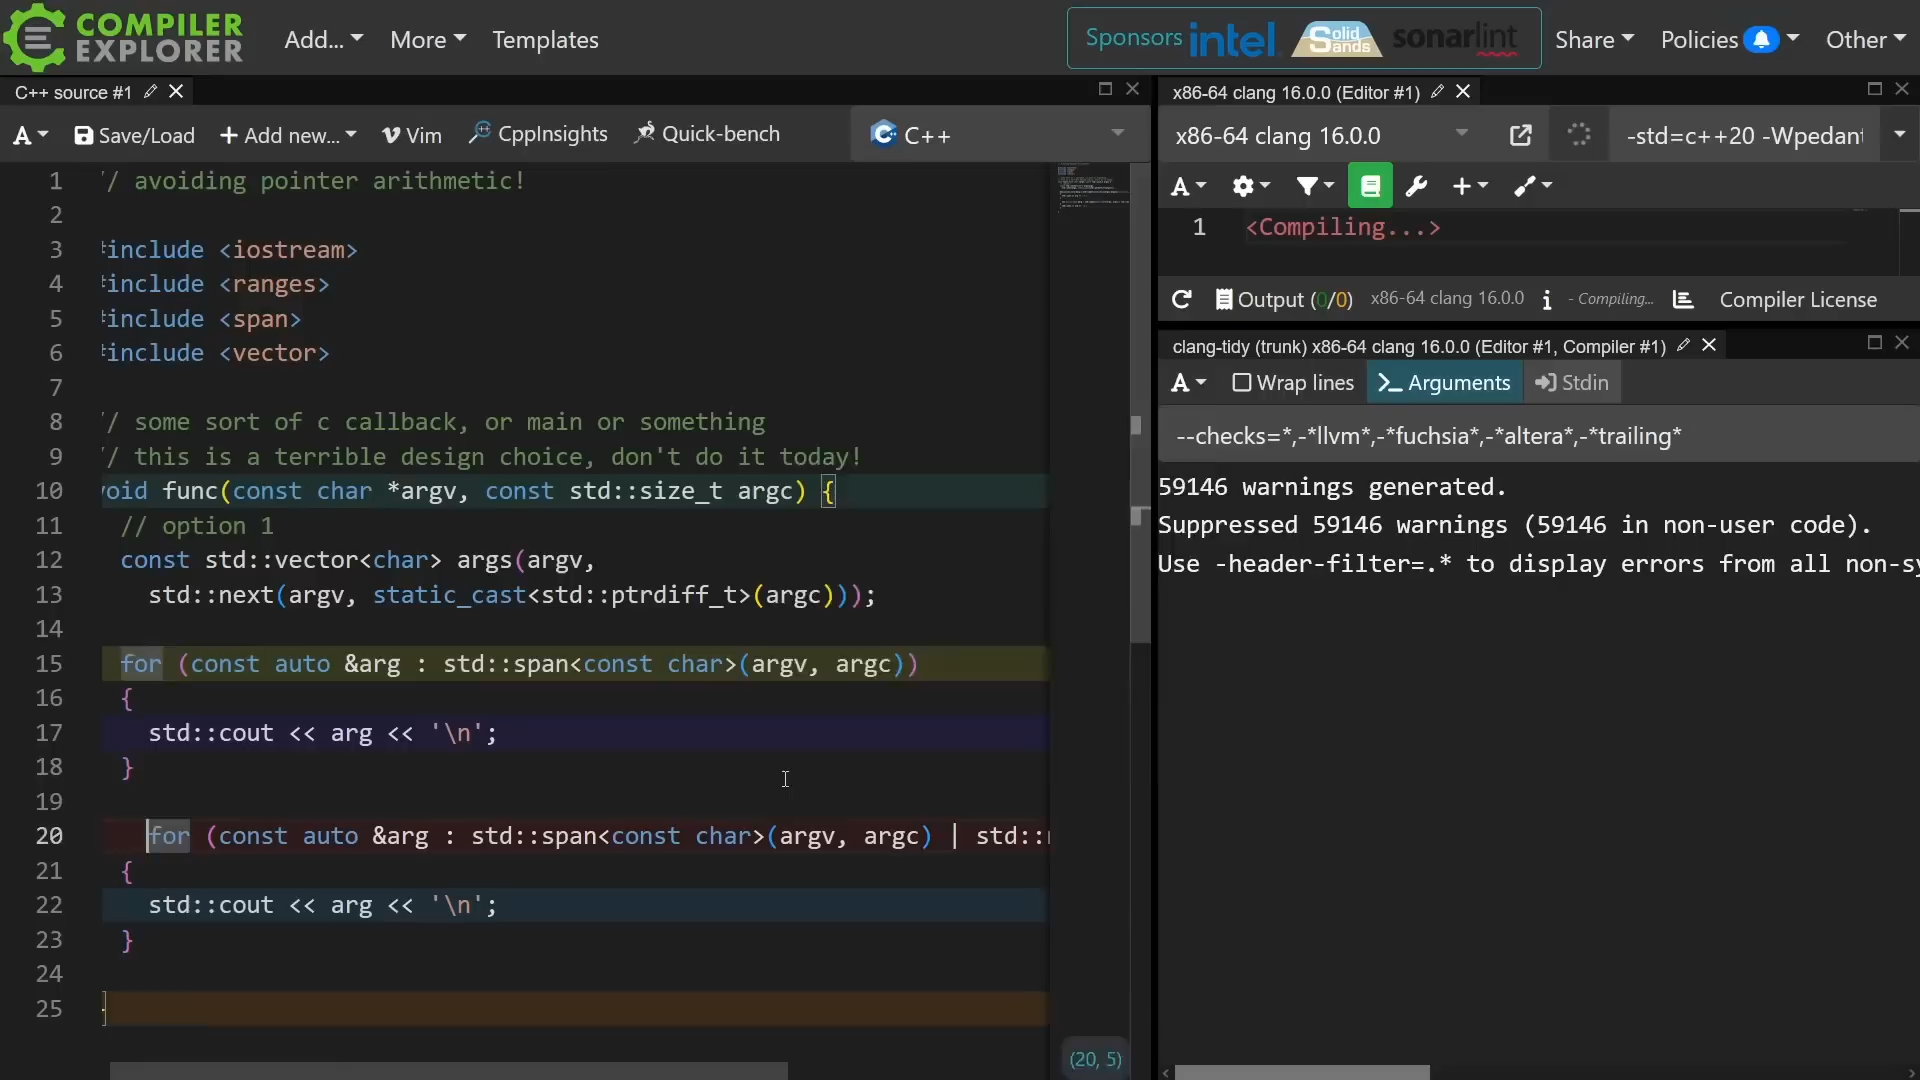 COMPILER EXPLORER
Add...
More
Templates
Sponsors intel. Solid Sands sonarlint
Share
Policies
Other
C++ source #1
A
Save/Load
+ Add new...
Vim
CppInsights
Quick-bench
C++
1 // avoiding pointer arithmetic!
2
3 #include <iostream>
4 #include <ranges>
5 #include <span>
6 #include <vector>
7
8 // some sort of c callback, or main or something
9 // this is a terrible design choice, don't do it today!
10 void func(const char *argv, const std::size_t argc) {
11 // option 1
12 const std::vector<char> args(argv,
13 std::next(argv, static_cast<std::ptrdiff_t>(argc)));
14
15 for (const auto &arg : std::span<const char>(argv, argc))
16 {
17 std::cout << arg << '\n';
18 }
19
20 for (const auto &arg : std::span<const char>(argv, argc) | std::
21 {
22 std::cout << arg << '\n';
23 }
24
25 }
(20, 5)
x86-64 clang 16.0.0 (Editor #1)
x86-64 clang 16.0.0
-std=c++20 -Wpedant
A
1 <Compiling...>
Output (0/0) x86-64 clang 16.0.0 i - Compiling... Compiler License
clang-tidy (trunk) x86-64 clang 16.0.0 (Editor #1, Compiler #1)
A
Wrap lines
Arguments
Stdin
--checks=*,-*llvm*,-*fuchsia*,-*altera*,-*trailing*
59146 warnings generated.
Suppressed 59146 warnings (59146 in non-user code).
Use -header-filter=.* to display errors from all non-sy